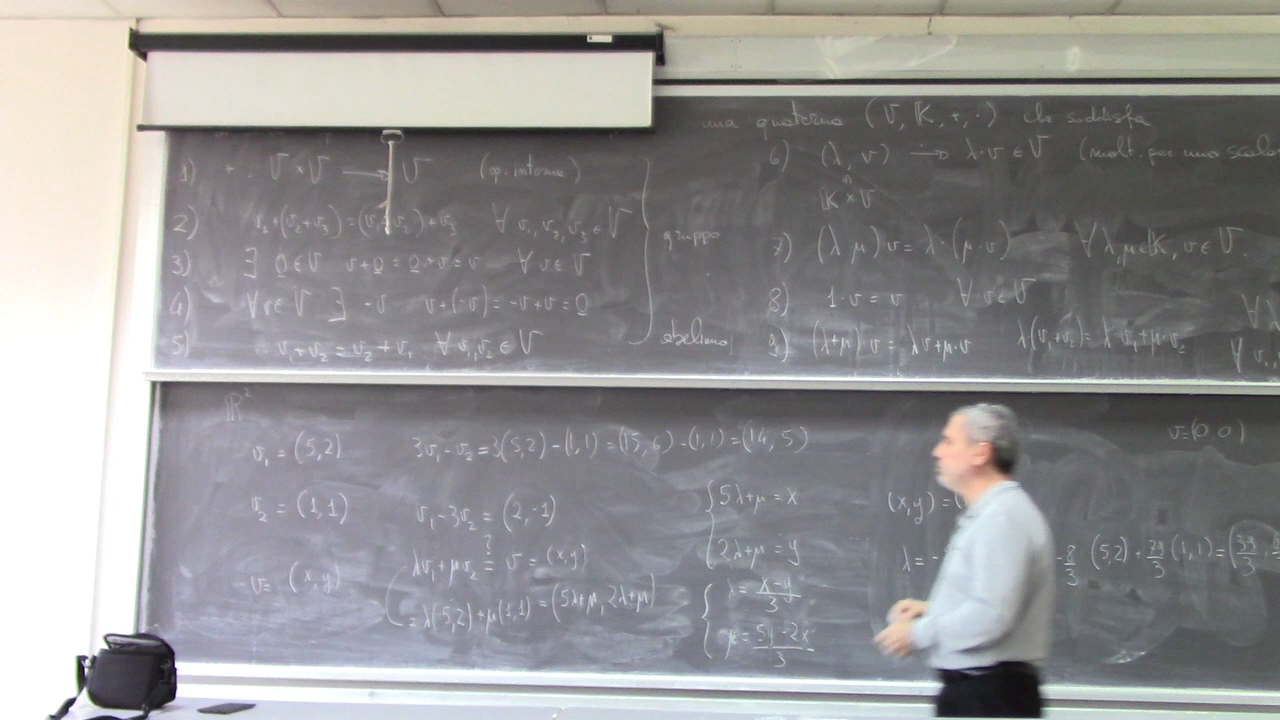 una quaterna (V, K, +, ·) che soddisfa
1) + : V×V → V (op. interna)
2) v₁+(v₂+v₃)=(v₁+v₂)+v₃ ∀ v₁,v₂,v₃ ∈ V
3) ∃ 0∈V v+0=0+v=v ∀ v∈V
4) ∀v∈V ∃ -v v+(-v)=-v+v=0
5) v₁+v₂=v₂+v₁ ∀ v₁,v₂ ∈ V
gruppo
abeliano
6) (λ, v) → λ·v ∈ V (molt. per uno scalar
K×V
7) (λμ)v=λ·(μ·v) ∀ λ,μ∈K, v∈V.
8) 1·v=v ∀ v∈V
9) (λ+μ)·v=λv+μ·v λ(v₁+v₂)=λ·v₁+μ·v₂
∀
∀ v₁,
ℝ²
v₁ = (5,2)
v₂ = (1,1)
v= (x,y)
3v₁-v₂=3(5,2)-(1,1)=(15,6)-(1,1)=(14,5)
v₁-3v₂=(2,-1)
λv₁+μv₂ ?= v=(x,y)
=λ(5,2)+μ(1,1)=(5λ+μ, 2λ+μ)
{5λ+μ=x
2λ+μ=y
{λ=(x-y)/3
μ=(5y-2x)/3
v=(0 0)
(x,y)=(
λ=-
-8/3 (5,2)+ (1,1)=(